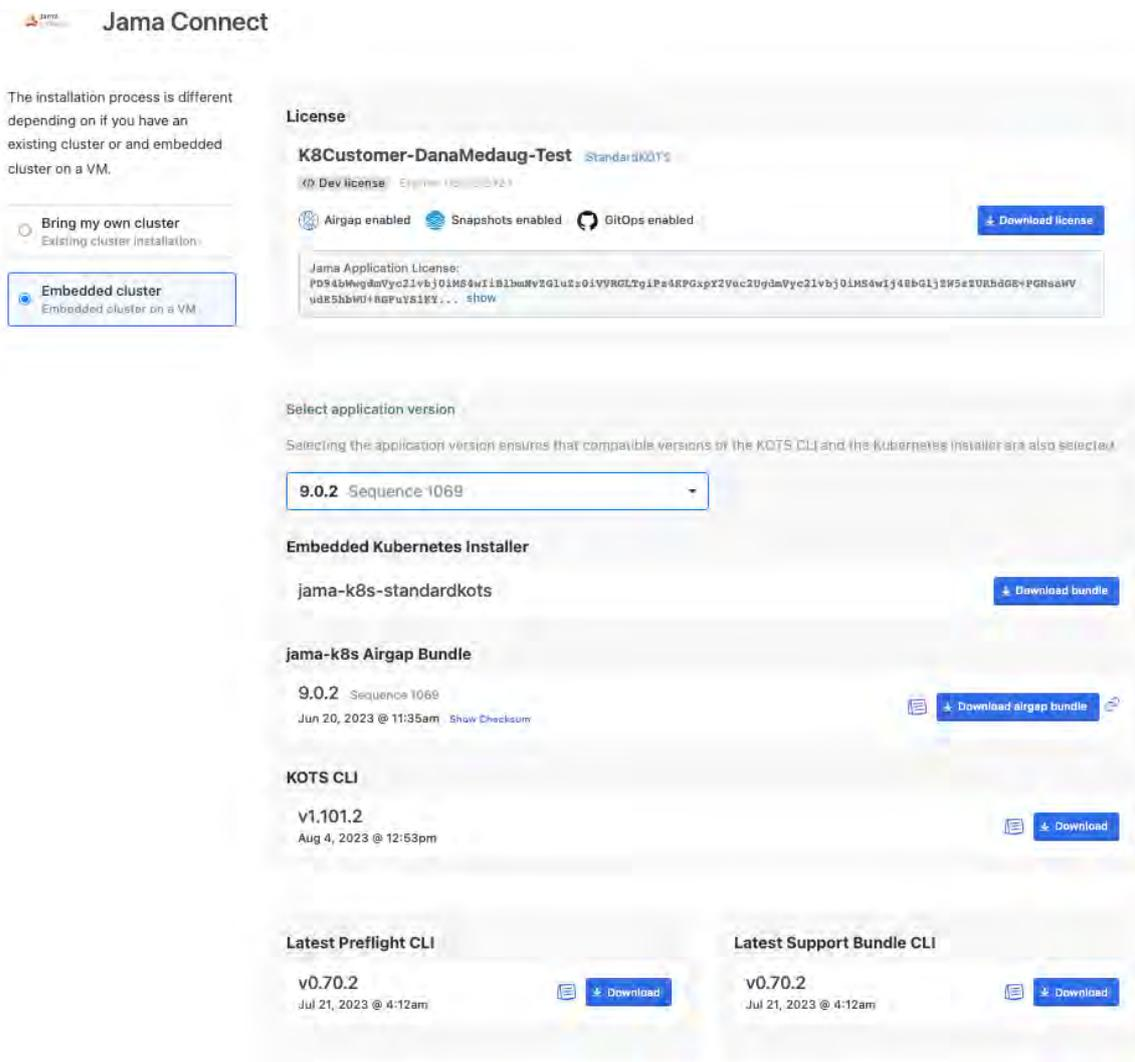 Jama Connect
The installation process is different
depending on if you have an
existing cluster or and embedded
cluster on a VM.
Bring my own cluster
Existing cluster installation
Embedded cluster
Embedded cluster on a VM
License
K8Customer-DanaMedaug-Test StandardKOTS
</> Dev license
Airgap enabled Snapshots enabled GitOps enabled
Download license
Jama Application License:
show
Select application version
Selecting the application version ensures that compatible versions of the KOTS CLI and the Kubernetes installer are also selected.
9.0.2 Sequence 1069
Embedded Kubernetes Installer
jama-k8s-standardkots
Download bundle
jama-k8s Airgap Bundle
9.0.2 Sequence 1069
Jun 20, 2023 @ 11:35am Show Checksum
Download airgap bundle
KOTS CLI
v1.101.2
Aug 4, 2023 @ 12:53pm
Download
Latest Preflight CLI
v0.70.2
Jul 21, 2023 @ 4:12am
Download
Latest Support Bundle CLI
v0.70.2
Jul 21, 2023 @ 4:12am
Download